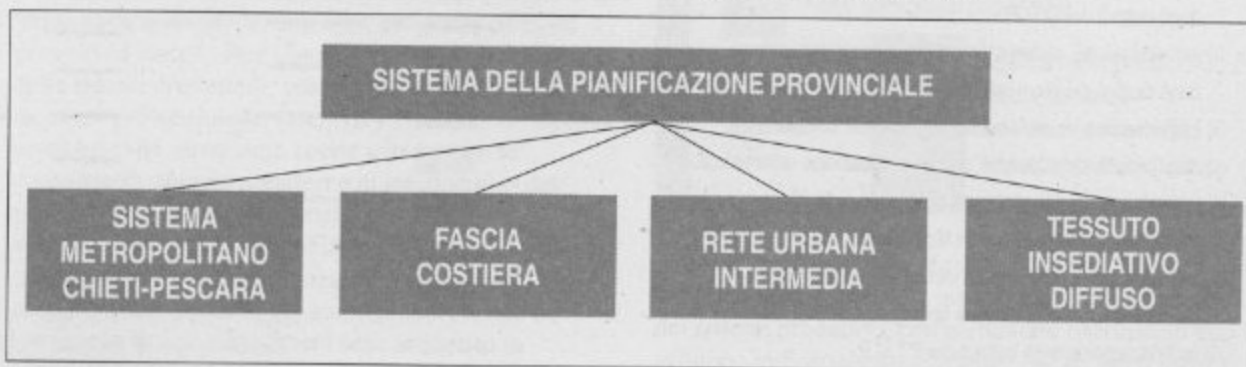 SISTEMA DELLA PIANIFICAZIONE PROVINCIALE
SISTEMA
METROPOLITANO
CHIETI-PESCARA
FASCIA
COSTIERA
RETE URBANA
INTERMEDIA
TESSUTO
INSEDIATIVO
DIFFUSO